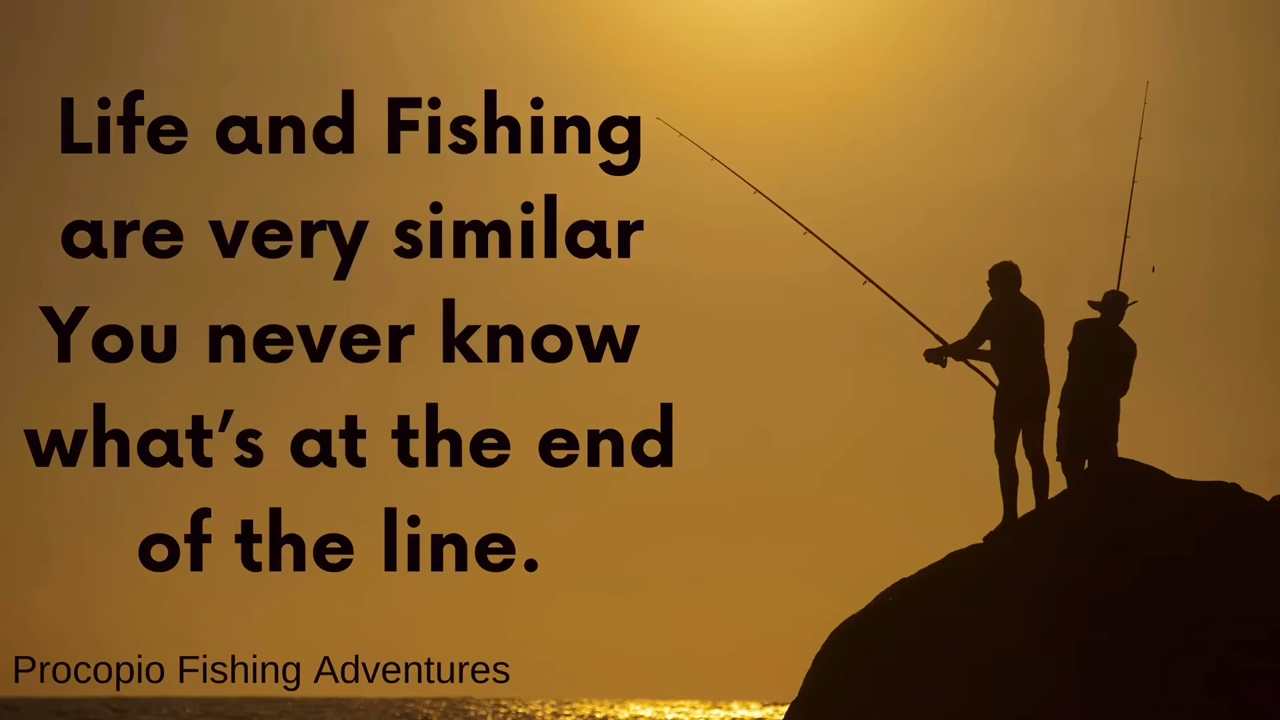 Life and Fishing
are very similar
You never know
what’s at the end
of the line.
Procopio Fishing Adventures